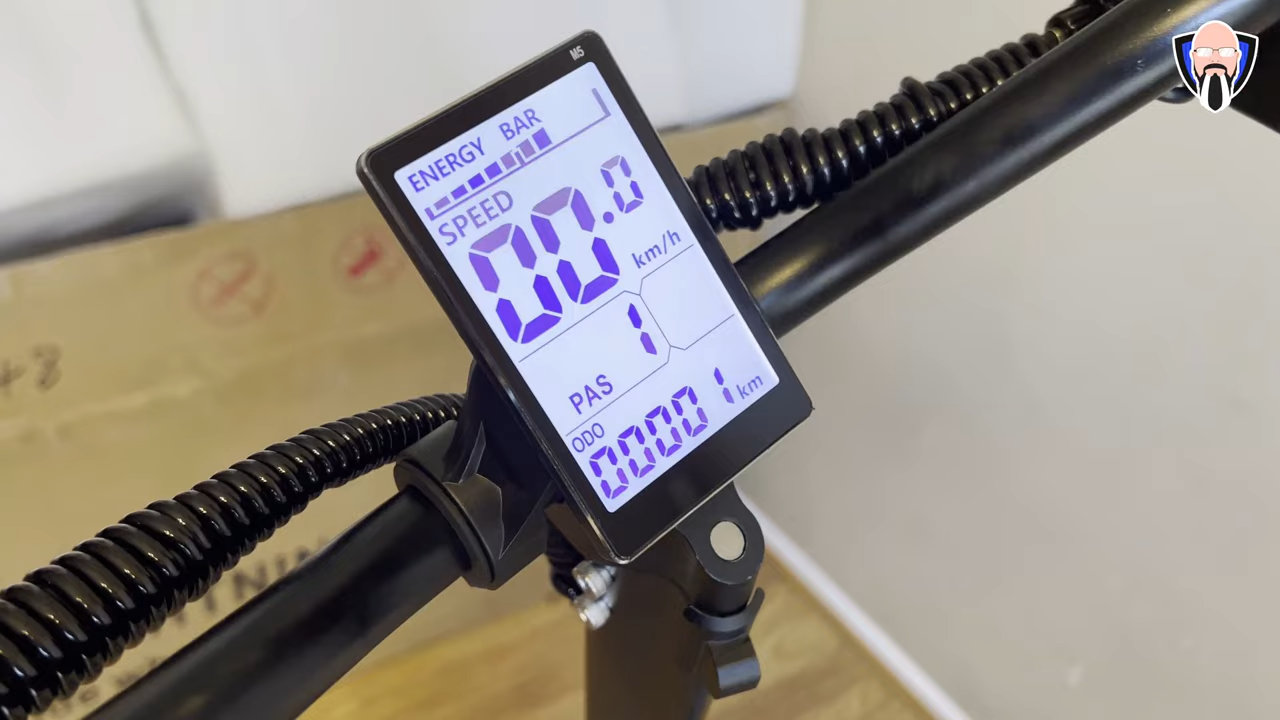 M5
ENERGY BAR
SPEED
00.0 km/h
1
PAS
ODO
00001 km